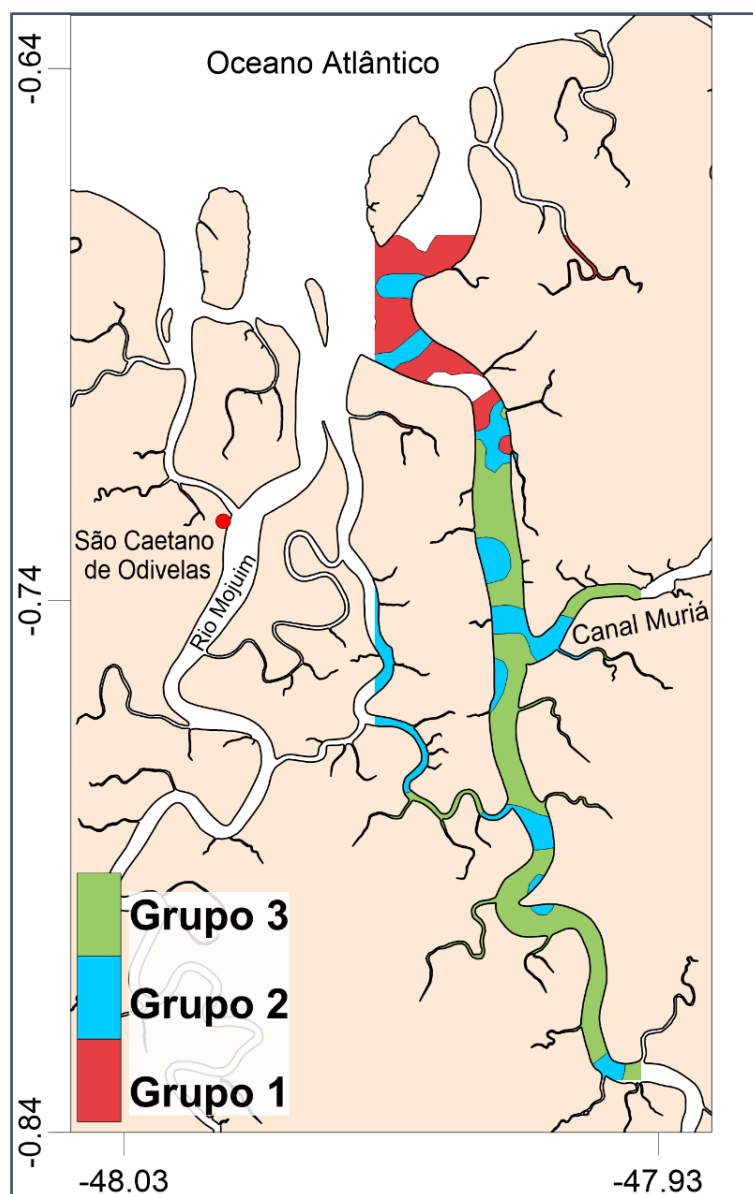 Oceano Atlântico
-0.64
São Caetano
de Odivelas
Rio Mojuim
-0.74
Canal Muriá
Grupo 3
Grupo 2
Grupo 1
-0.84
-48.03
-47.93